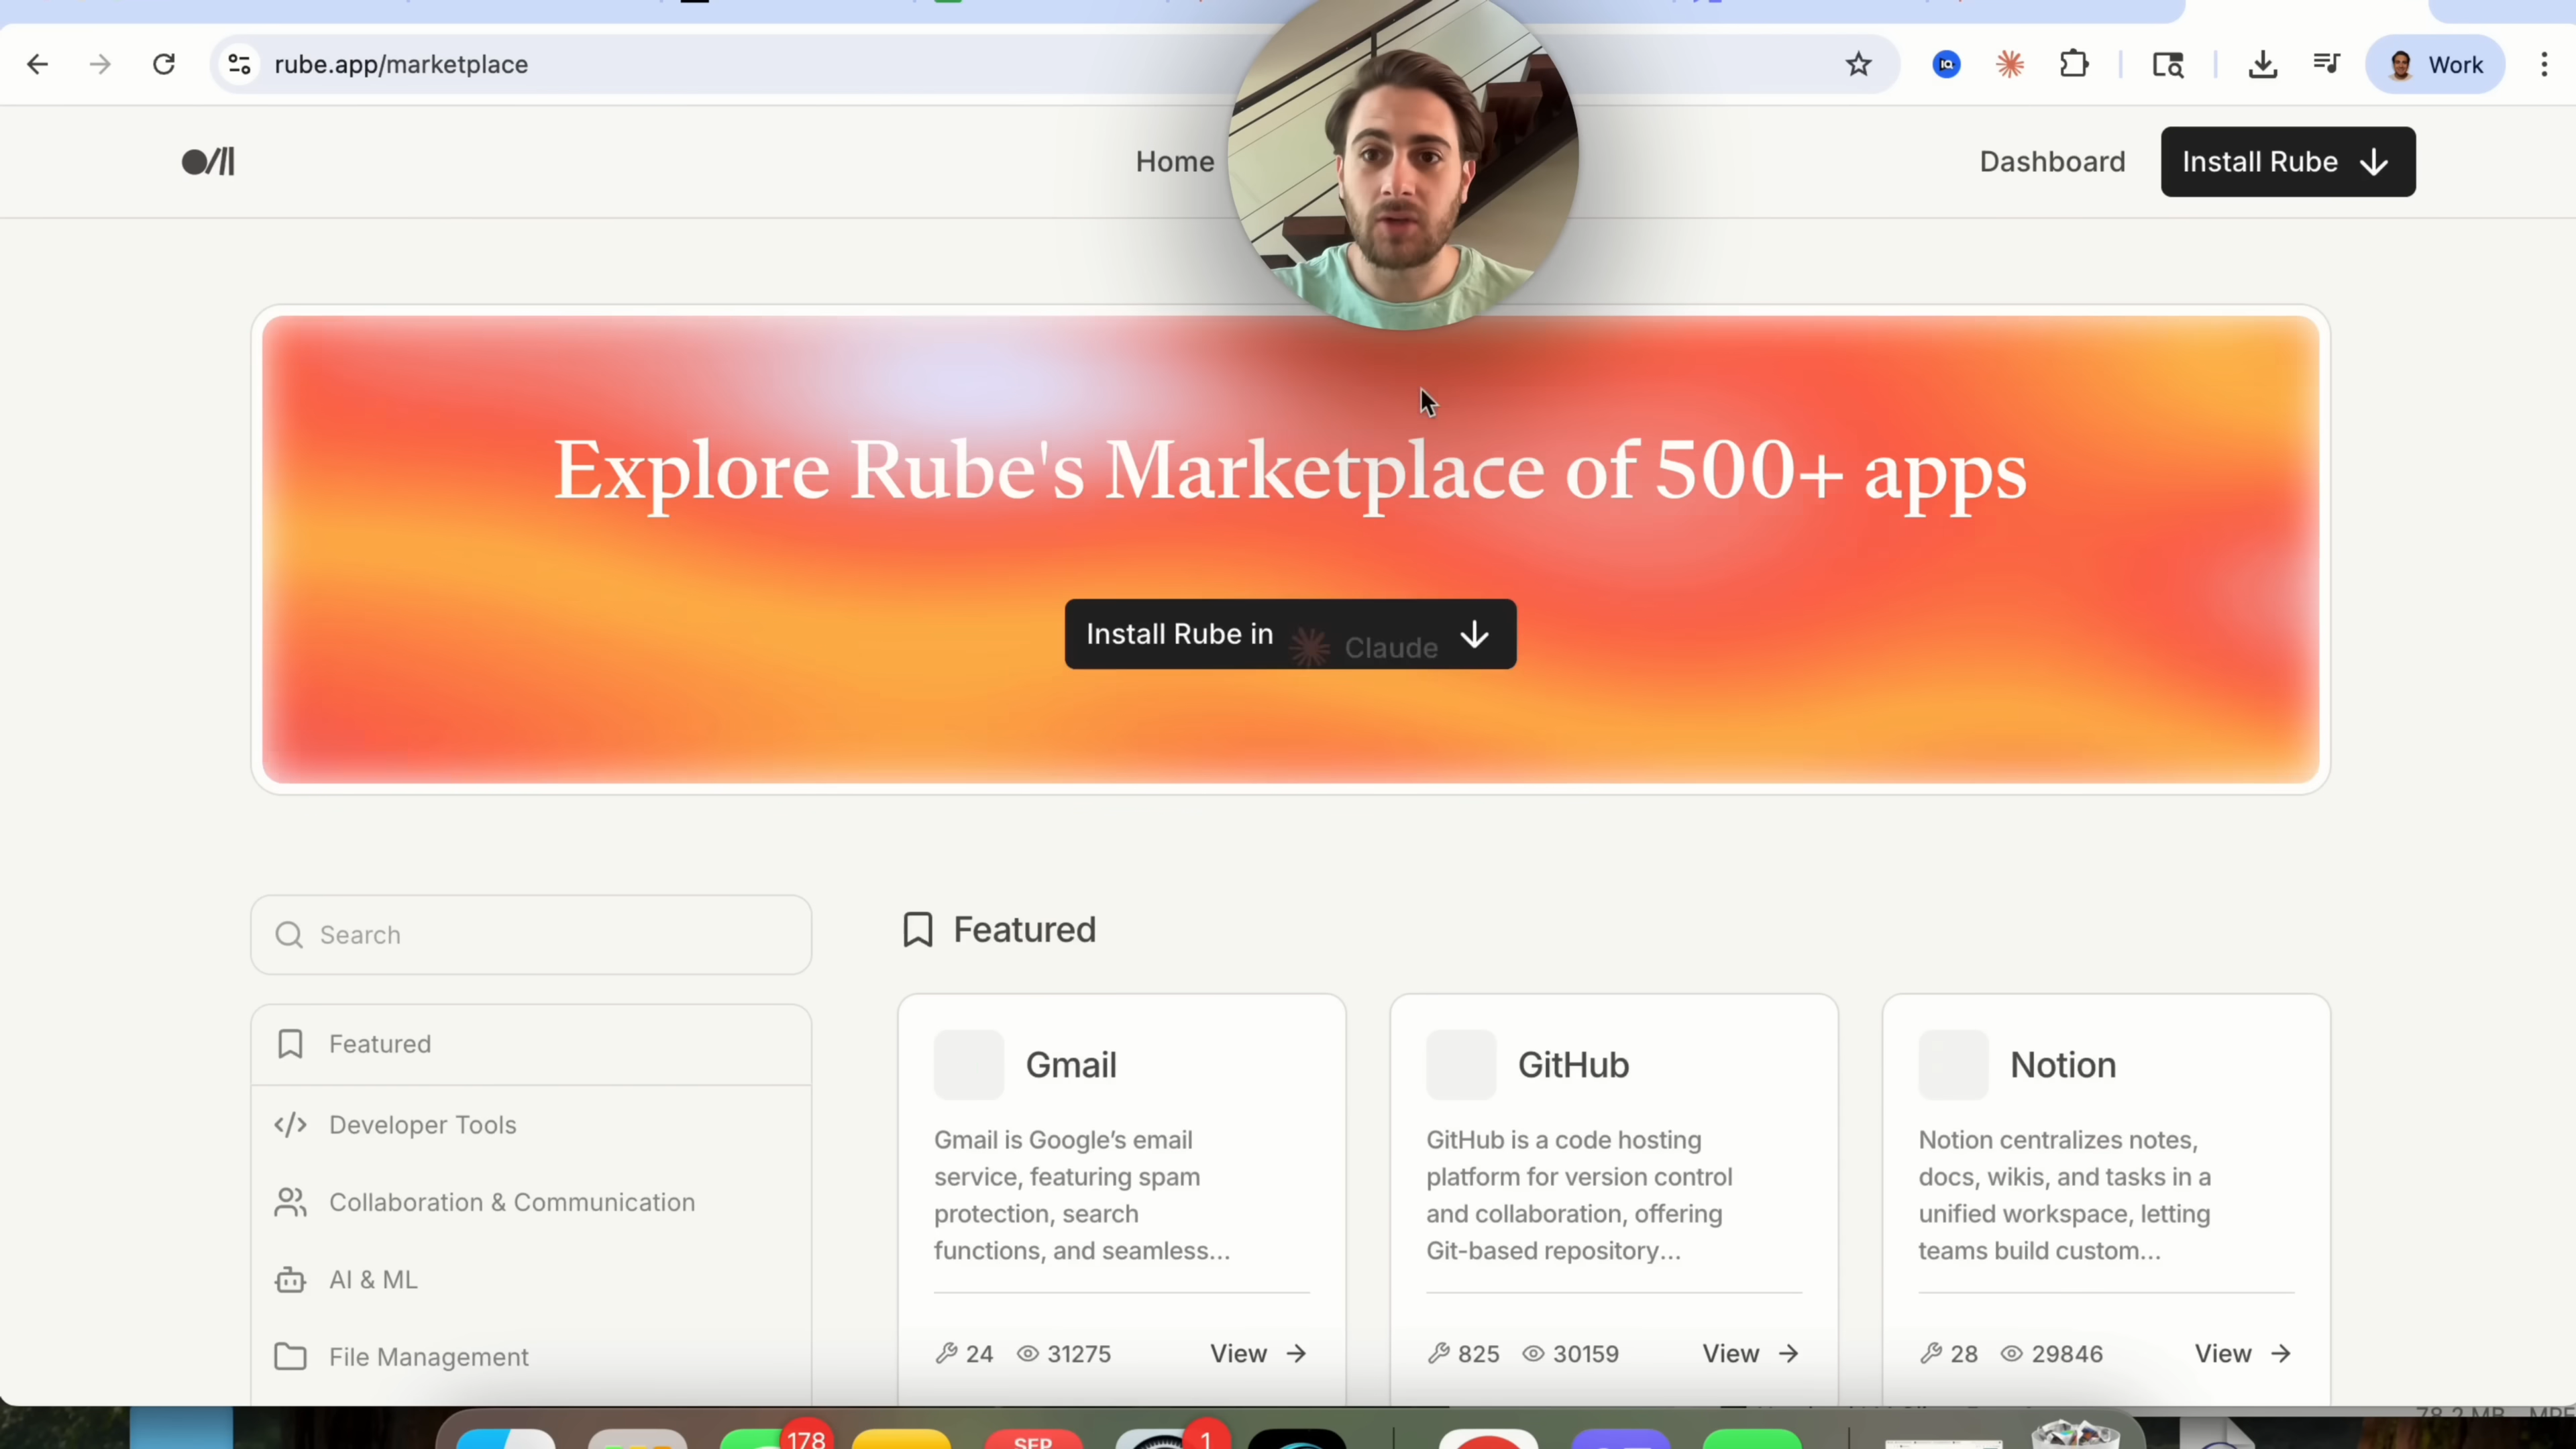 rube.app/marketplace
Work
Home
Dashboard
Install Rube
Explore Rube's Marketplace of 500+ apps
Install Rube in Claude
Search
Featured
Developer Tools
Collaboration & Communication
AI & ML
File Management
Featured
Gmail
Gmail is Google’s email
service, featuring spam
protection, search
functions, and seamless...
24 31275 View
GitHub
GitHub is a code hosting
platform for version control
and collaboration, offering
Git-based repository...
825 30159 View
Notion
Notion centralizes notes,
docs, wikis, and tasks in a
unified workspace, letting
teams build custom...
28 29846 View
178
SEP
1